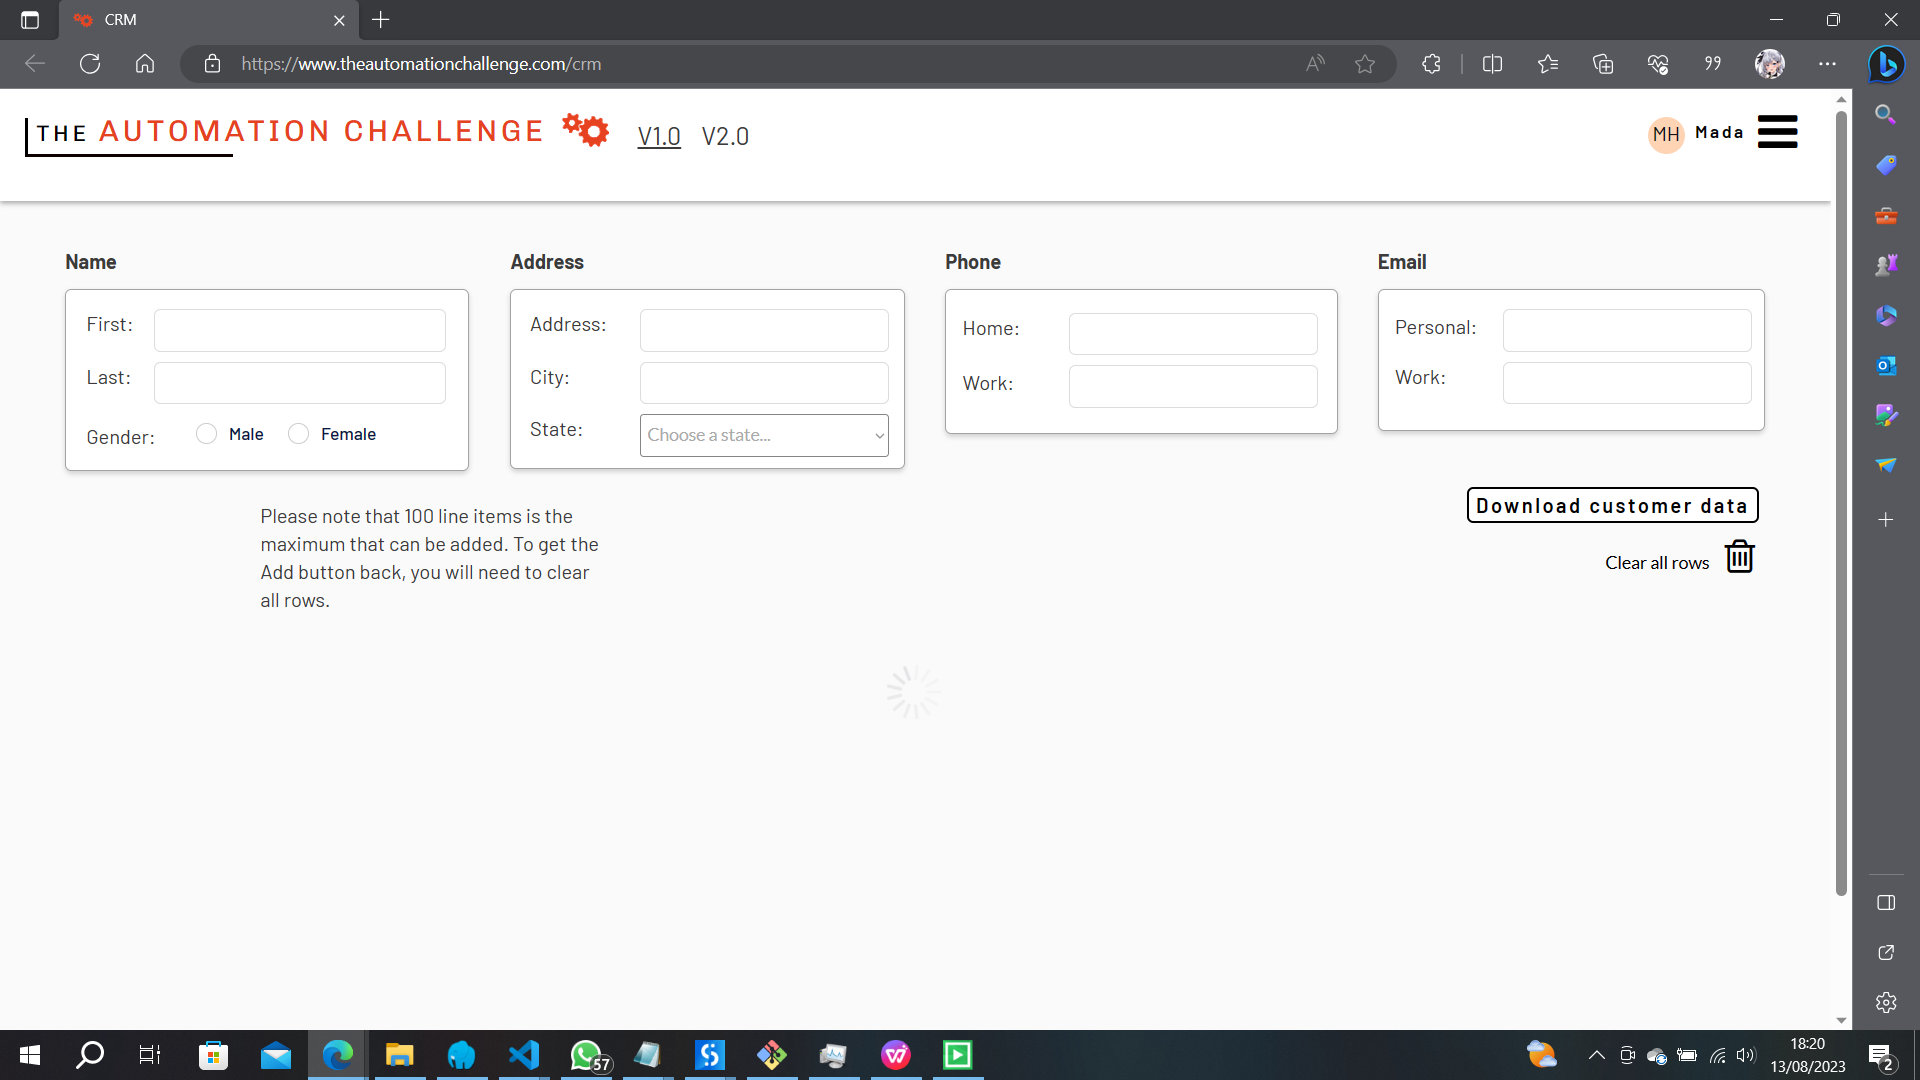 CRM
https://www.theautomationchallenge.com/crm
THE AUTOMATION CHALLENGE
V1.0 V2.0
MH Mada
Name
First:
Last:
Gender: Male Female
Address
Address:
City:
State: Choose a state...
Phone
Home:
Work:
Email
Personal:
Work:
Please note that 100 line items is the
maximum that can be added. To get the
Add button back, you will need to clear
all rows.
Download customer data
Clear all rows
57
18:20
13/08/2023
2